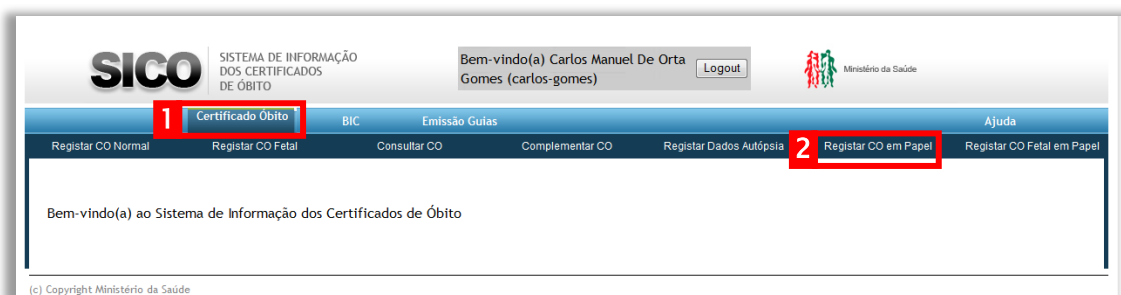 SICO
SISTEMA DE INFORMAÇÃO
DOS CERTIFICADOS
DE ÓBITO
Bem-vindo(a) Carlos Manuel De Orta
Gomes (carlos-gomes)
Logout
Ministério da Saúde
1 Certificado Óbito BIC Emissão Guias Ajuda
Registar CO Normal Registar CO Fetal Consultar CO Complementar CO Registar Dados Autópsia 2 Registar CO em Papel Registar CO Fetal em Papel
Bem-vindo(a) ao Sistema de Informação dos Certificados de Óbito
(c) Copyright Ministério da Saúde